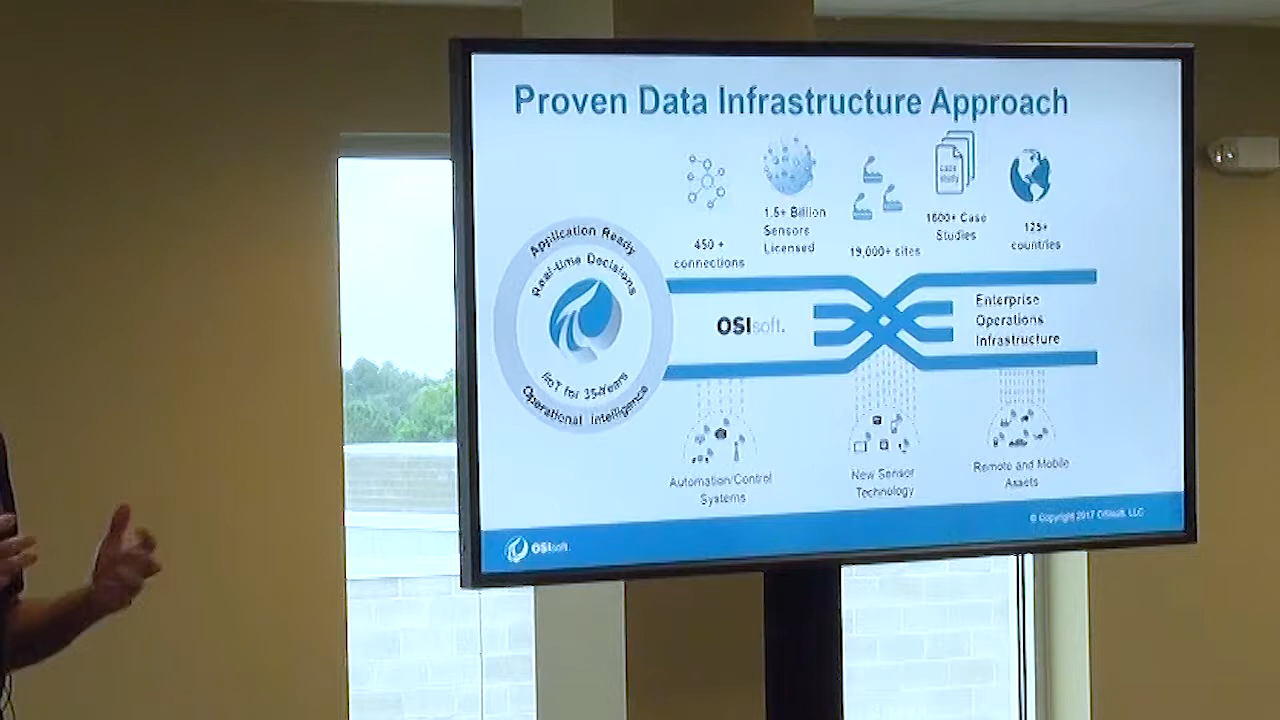 Proven Data Infrastructure Approach
case
study
450 +
connections
1.5+ Billion
Sensors
Licensed
19,000+ sites
1600+ Case
Studies
125+
countries
Application Ready
Real-time Decisions
IIoT for 35-Years
Operational Intelligence
OSIsoft.
Enterprise
Operations
Infrastructure
Automation/Control
Systems
New Sensor
Technology
Remote and Mobile
Assets
© Copyright 2017 OSIsoft, LLC
OSIsoft.